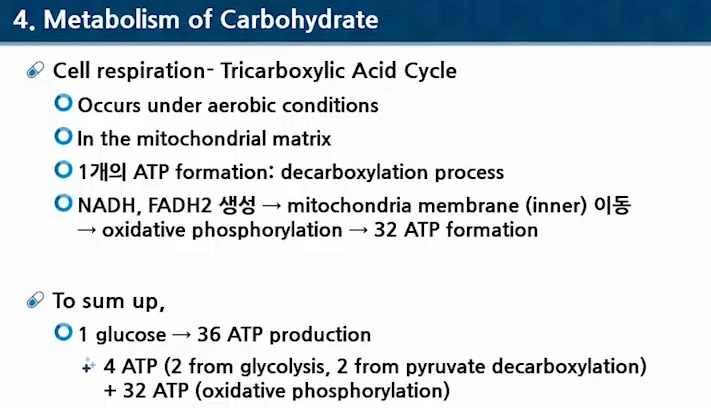 4. Metabolism of Carbohydrate
Cell respiration- Tricarboxylic Acid Cycle
Occurs under aerobic conditions
In the mitochondrial matrix
1개의 ATP formation: decarboxylation process
NADH, FADH2 생성 → mitochondria membrane (inner) 이동
→ oxidative phosphorylation → 32 ATP formation
To sum up,
1 glucose → 36 ATP production
4 ATP (2 from glycolysis, 2 from pyruvate decarboxylation)
+ 32 ATP (oxidative phosphorylation)